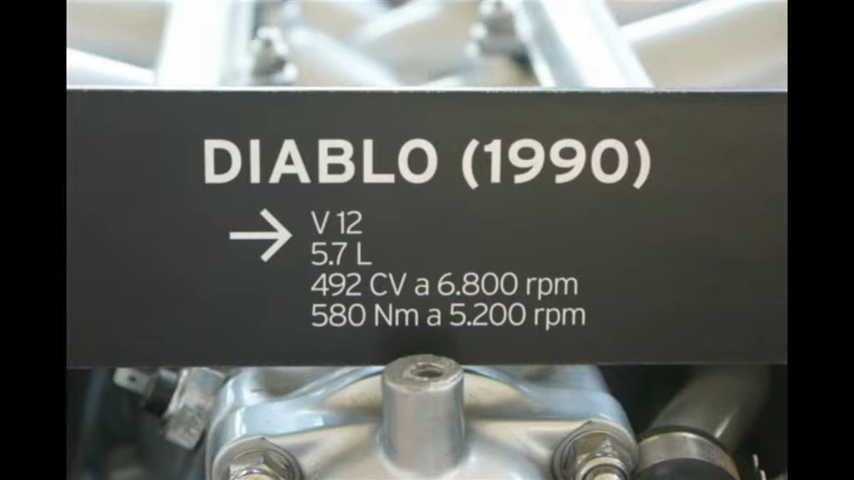 DIABLO (1990)
→ V 12
5.7 L
492 CV a 6.800 rpm
580 Nm a 5.200 rpm